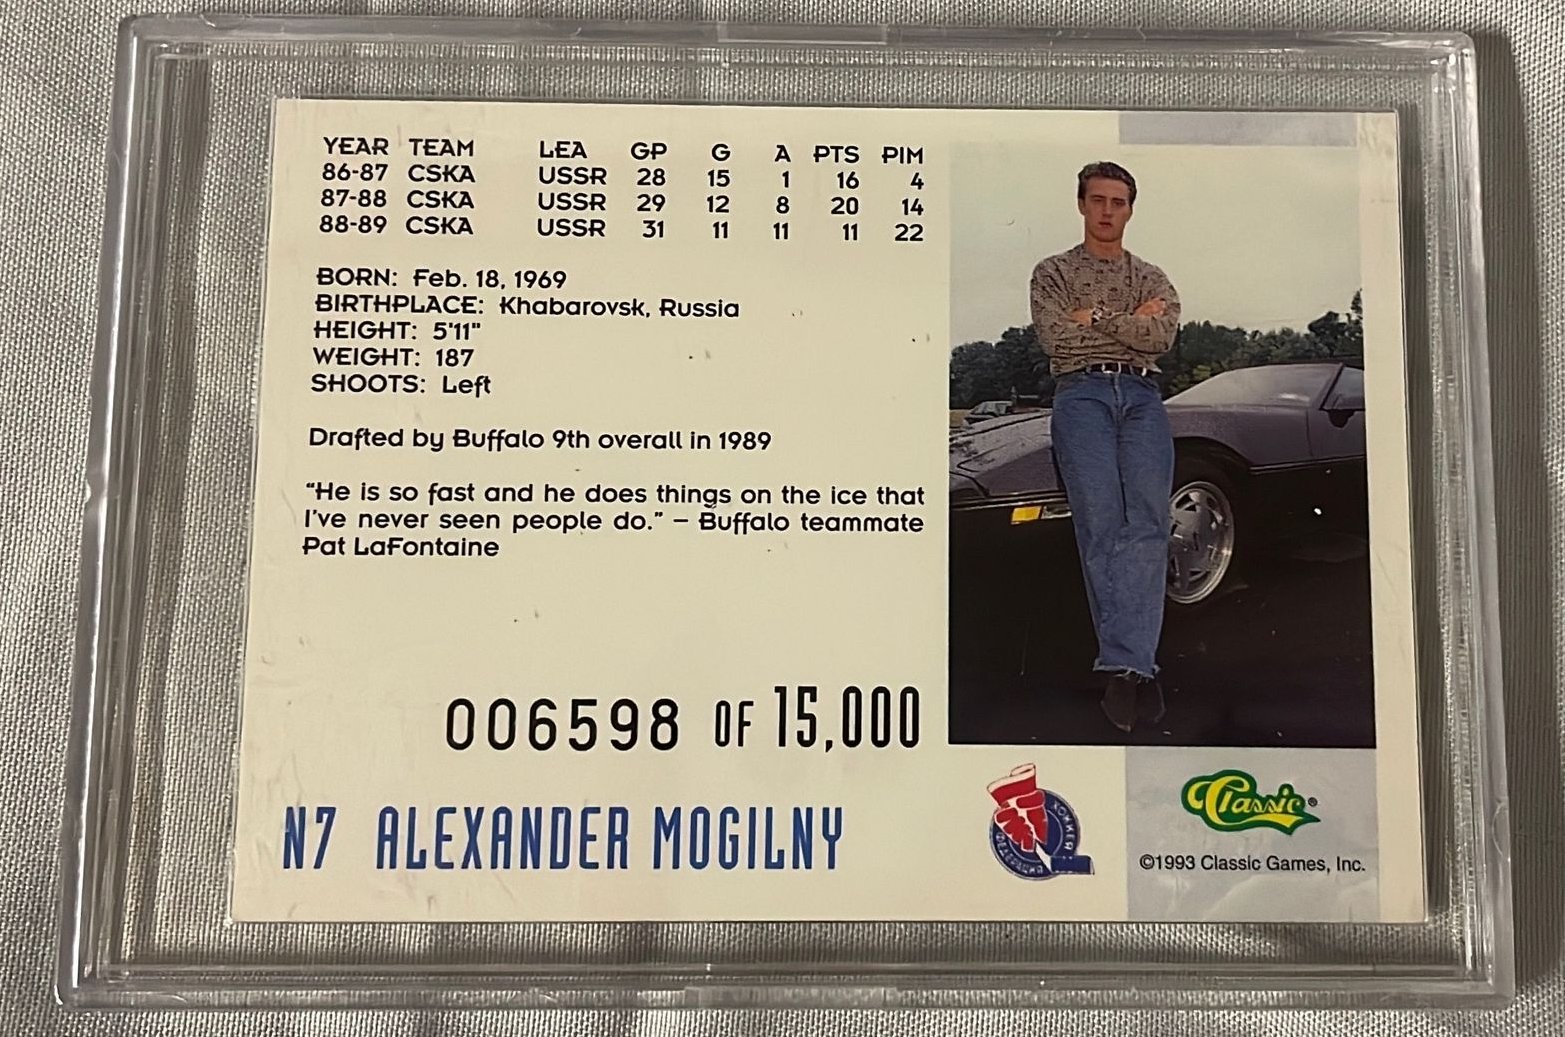 YEAR TEAM LEA GP G A PTS PIM
86-87 CSKA USSR 28 15 1 16 4
87-88 CSKA USSR 29 12 8 20 14
88-89 CSKA USSR 31 11 11 11 22
BORN: Feb. 18, 1969
BIRTHPLACE: Khabarovsk, Russia
HEIGHT: 5'11"
WEIGHT: 187
SHOOTS: Left
Drafted by Buffalo 9th overall in 1989
“He is so fast and he does things on the ice that
I've never seen people do.” – Buffalo teammate
Pat LaFontaine
006598 OF 15,000
N7 ALEXANDER MOGILNY
Classic®
©1993 Classic Games, Inc.